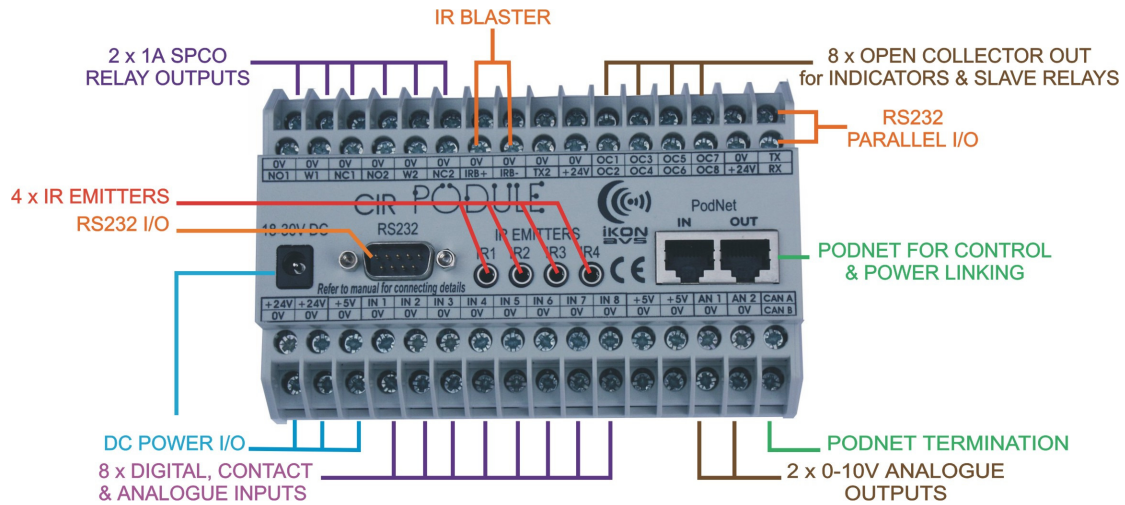 IR BLASTER
2 x 1A SPCO
RELAY OUTPUTS
8 x OPEN COLLECTOR OUT
for INDICATORS & SLAVE RELAYS
RS232
PARALLEL I/O
0V 0V 0V 0V 0V 0V 0V 0V 0V 0V OC1 OC3 OC5 OC7 0V TX
NO1 W1 NC1 NO2 W2 NC2 IRB+ IRB- TX2 +24V OC2 OC4 OC6 OC8 +24V RX
4 x IR EMITTERS
CIR PODULE
RS232 I/O
18-30V DC
RS232
IR EMITTERS
IR1 IR2 IR3 IR4
iKON
AVS
CE
PodNet
IN OUT
PODNET FOR CONTROL
& POWER LINKING
Refer to manual for connecting details
+24V +24V +5V IN 1 IN 2 IN 3 IN 4 IN 5 IN 6 IN 7 IN 8 +5V +5V AN 1 AN 2 CAN A
0V 0V 0V 0V 0V 0V 0V 0V 0V 0V 0V 0V 0V 0V 0V CAN B
DC POWER I/O
8 x DIGITAL, CONTACT
& ANALOGUE INPUTS
PODNET TERMINATION
2 x 0-10V ANALOGUE
OUTPUTS